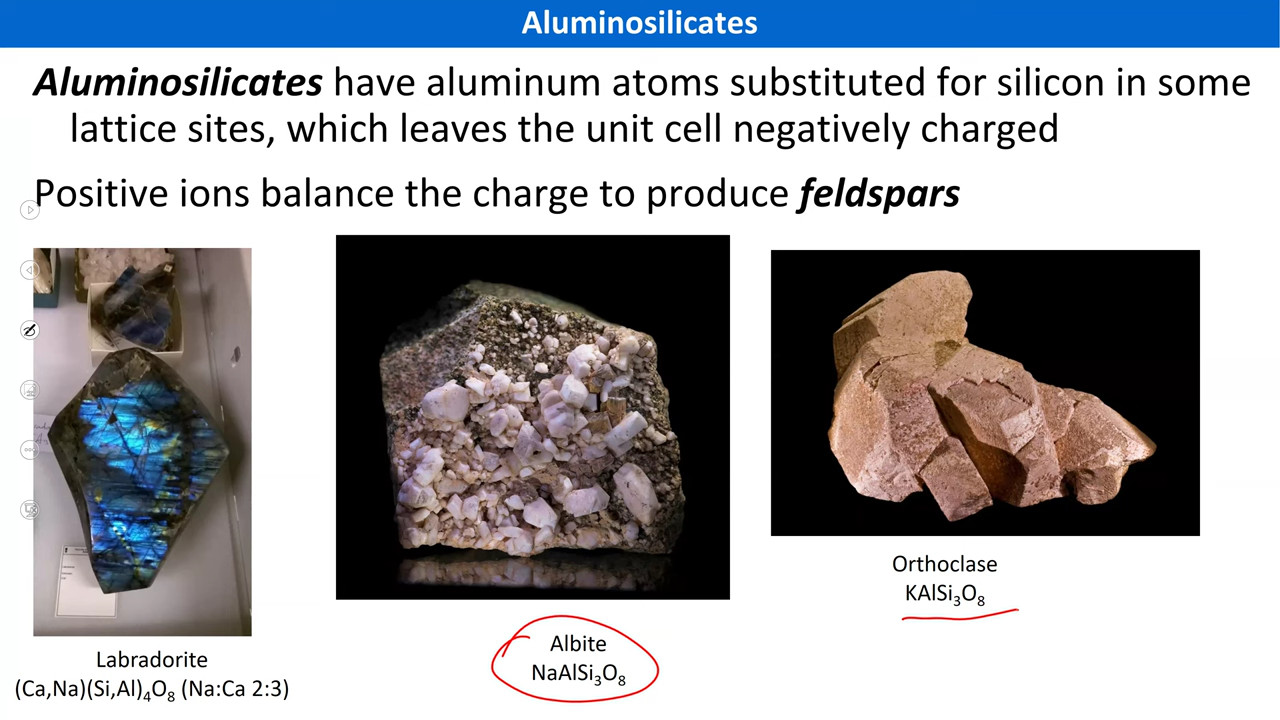 Aluminosilicates
Aluminosilicates have aluminum atoms substituted for silicon in some
lattice sites, which leaves the unit cell negatively charged
Positive ions balance the charge to produce feldspars
Orthoclase
KAlSi₃O₈
Albite
NaAlSi₃O₈
Labradorite
(Ca,Na)(Si,Al)₄O₈ (Na:Ca 2:3)